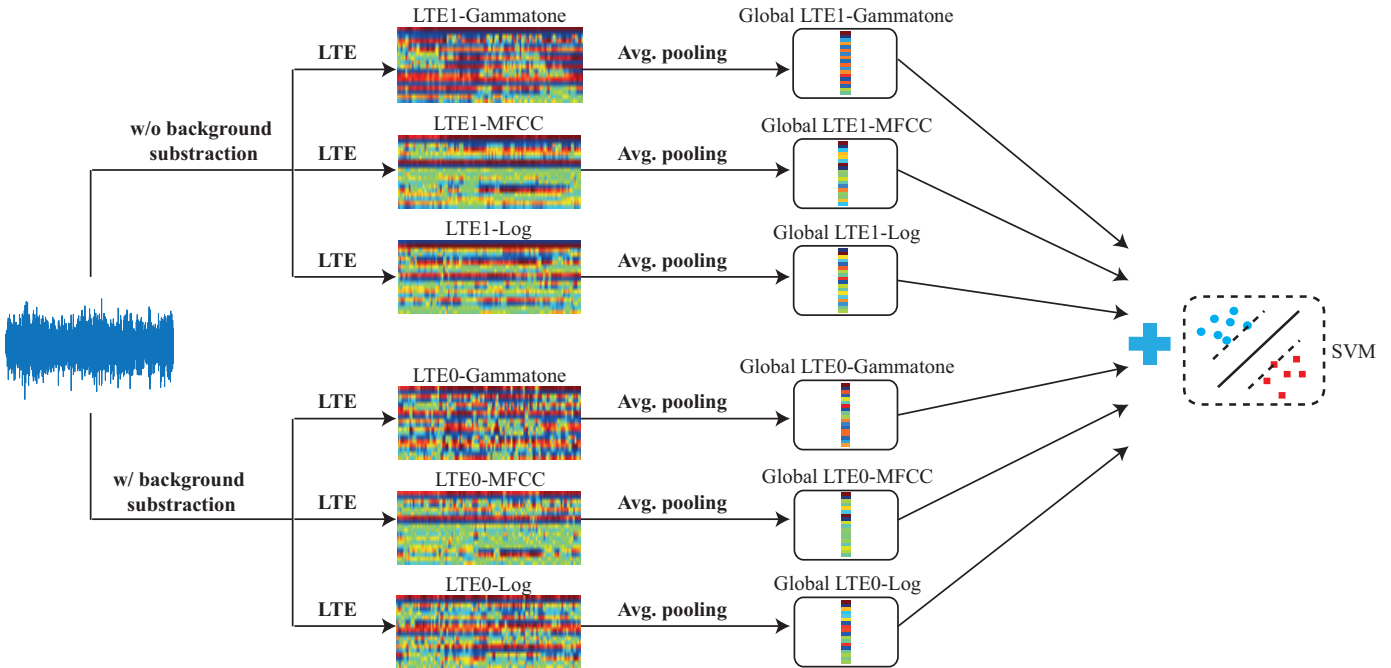 LTE1-Gammatone
Global LTE1-Gammatone
LTE
Avg. pooling
w/o background
substraction
LTE1-MFCC
Global LTE1-MFCC
LTE
Avg. pooling
LTE1-Log
Global LTE1-Log
LTE
Avg. pooling
SVM
LTE0-Gammatone
Global LTE0-Gammatone
LTE
Avg. pooling
w/ background
substraction
LTE0-MFCC
Global LTE0-MFCC
LTE
Avg. pooling
LTE0-Log
Global LTE0-Log
LTE
Avg. pooling